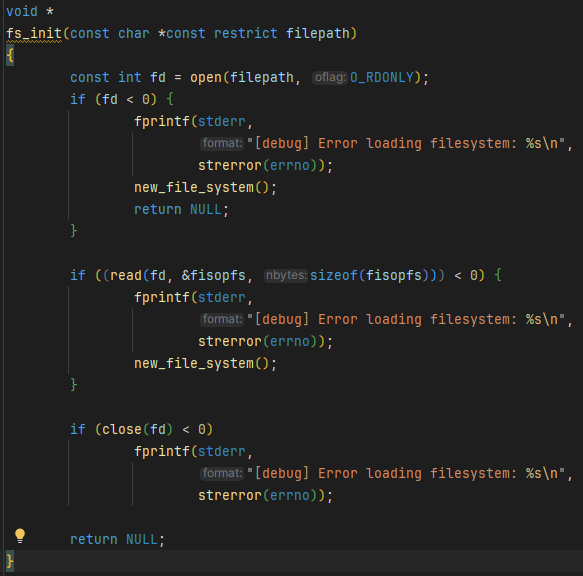 void *
fs_init(const char *const restrict filepath)
{
const int fd = open(filepath, oflag: O_RDONLY);
if (fd < 0) {
fprintf(stderr,
format: "[debug] Error loading filesystem: %s\n",
strerror(errno));
new_file_system();
return NULL;
}
if ((read(fd, &fisopfs, nbytes: sizeof(fisopfs))) < 0) {
fprintf(stderr,
format: "[debug] Error loading filesystem: %s\n",
strerror(errno));
new_file_system();
}
if (close(fd) < 0)
fprintf(stderr,
format: "[debug] Error loading filesystem: %s\n",
strerror(errno));
return NULL;
}